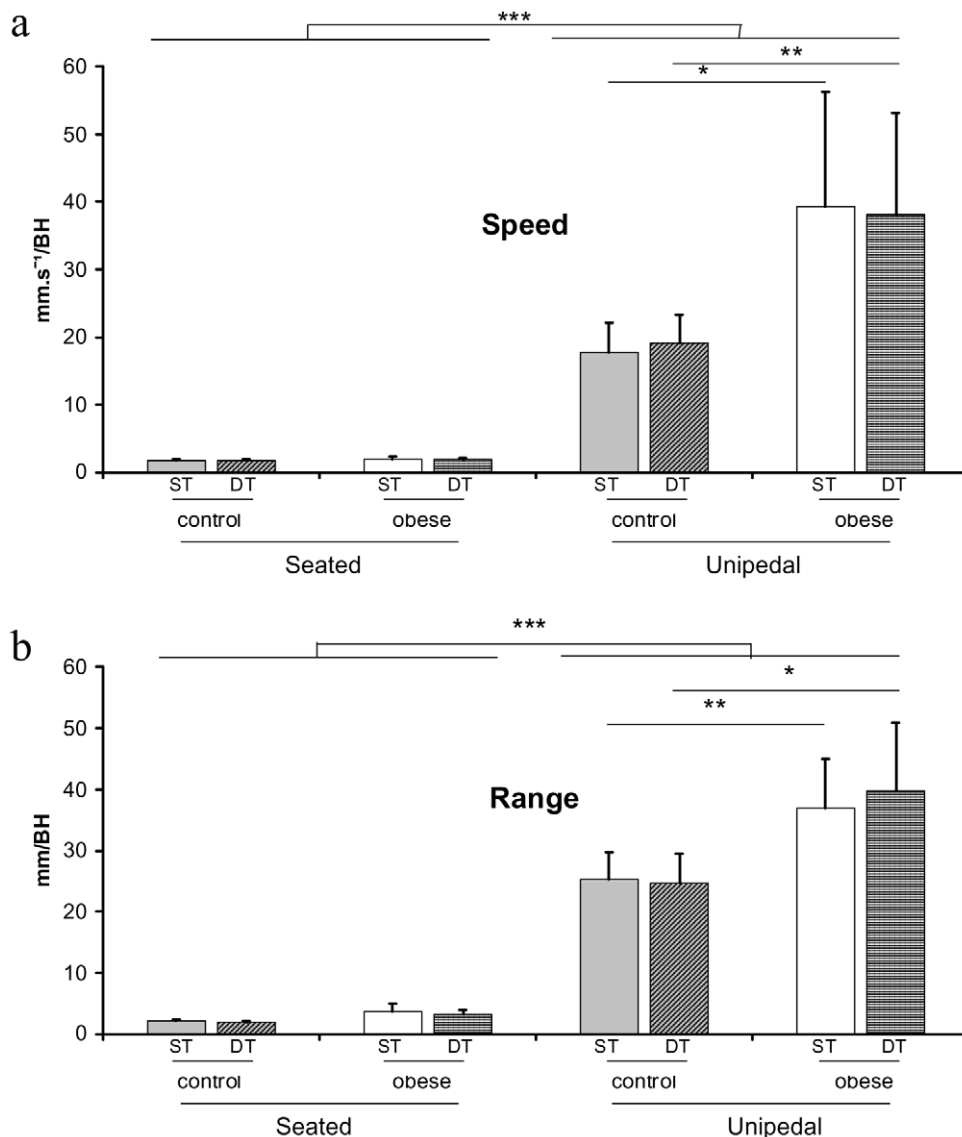 a
***
**
*
60
50
40
30
20
10
0
mm.s⁻¹/BH
Speed
ST DT ST DT ST DT ST DT
control obese control obese
Seated Unipedal
b
***
*
**
60
50
40
30
20
10
0
mm/BH
Range
ST DT ST DT ST DT ST DT
control obese control obese
Seated Unipedal